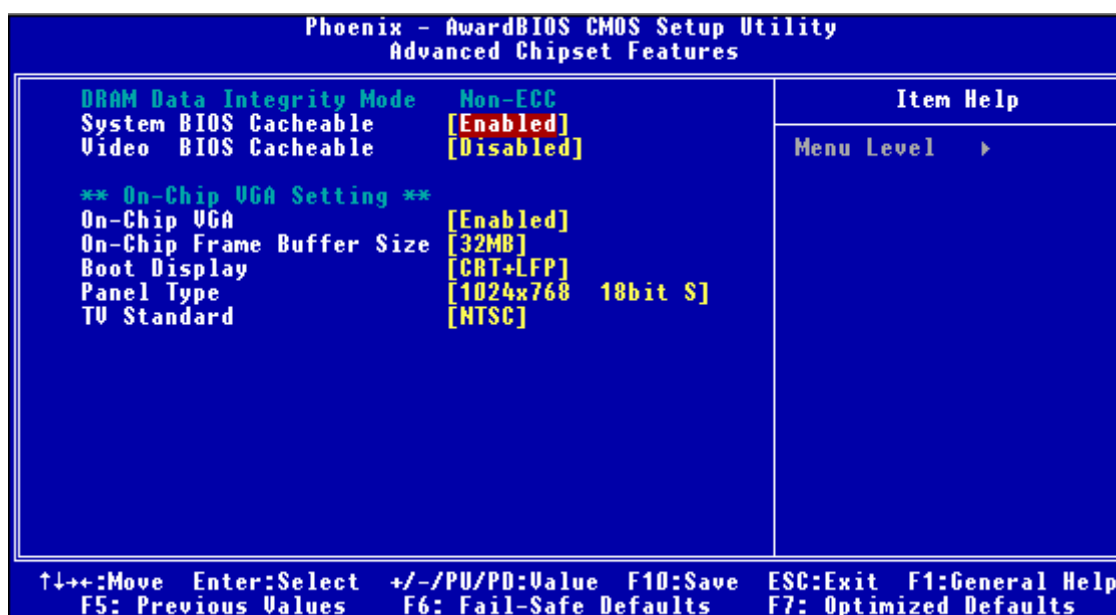 Phoenix - AwardBIOS CMOS Setup Utility
Advanced Chipset Features
DRAM Data Integrity Mode Non-ECC
System BIOS Cacheable [Enabled]
Video BIOS Cacheable [Disabled]
** On-Chip VGA Setting **
On-Chip VGA [Enabled]
On-Chip Frame Buffer Size [32MB]
Boot Display [CRT+LFP]
Panel Type [1024x768 18bit S]
TV Standard [NTSC]
Item Help
Menu Level ▸
↑↓→←:Move Enter:Select +/-/PU/PD:Value F10:Save ESC:Exit F1:General Help
F5: Previous Values F6: Fail-Safe Defaults F7: Optimized Defaults